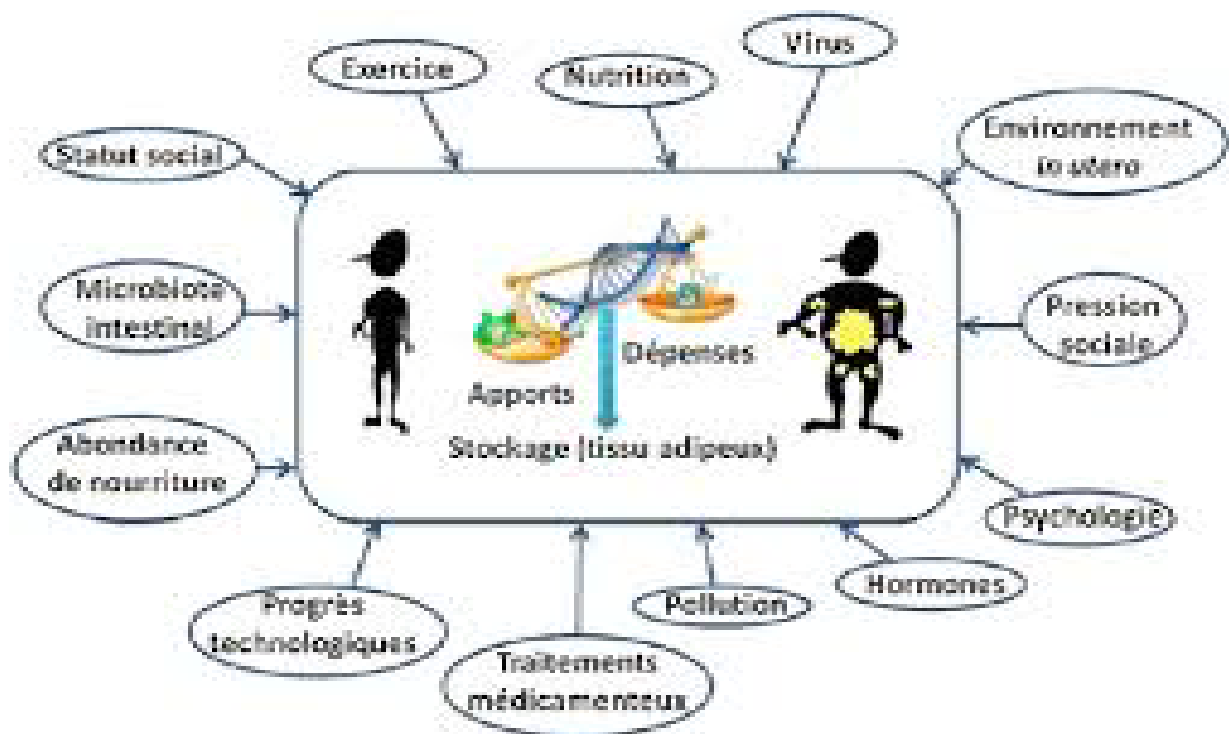 Virus
Exercice
Nutrition
Environnement
in utero
Statut social
Microbiote
intestinal
Pression
sociale
Dépenses
Apports
Stockage (tissu adipeux)
Abondance
de nourriture
Psychologie
Hormones
Pollution
Progrès
technologiques
Traitements
médicamenteux